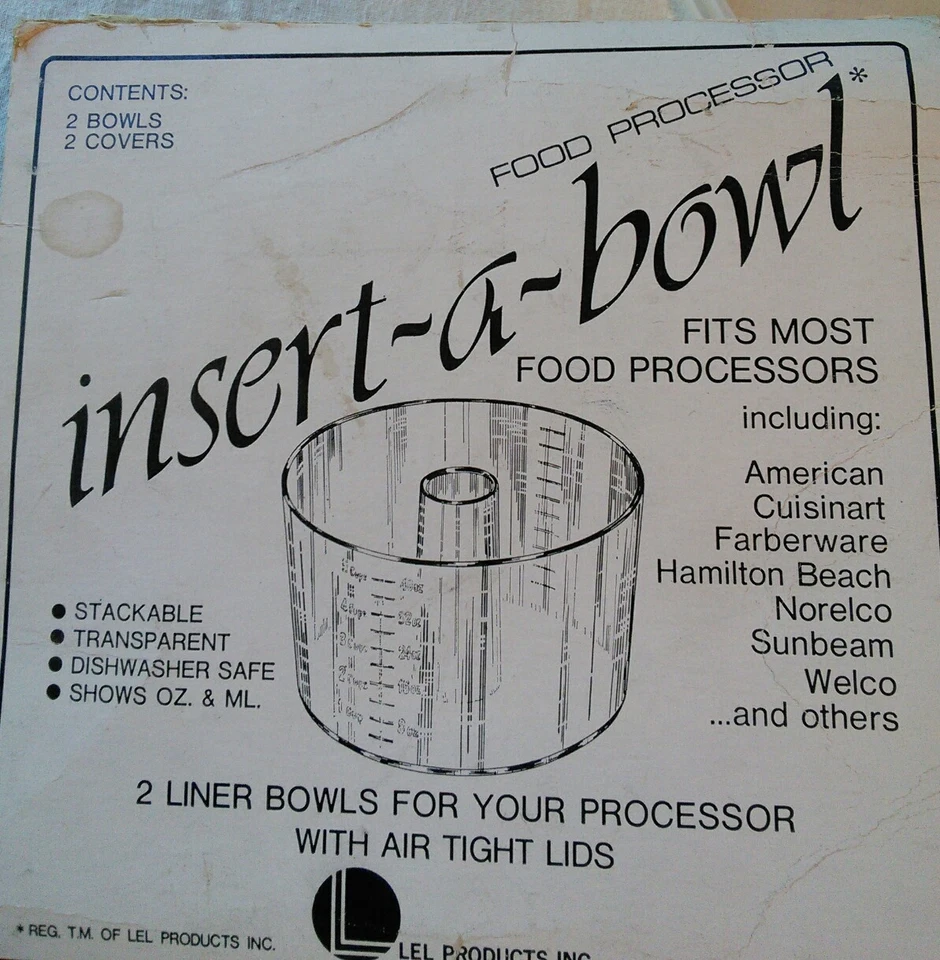 CONTENTS:
2 BOWLS
2 COVERS
FOOD PROCESSOR
insert-a-bowl*
FITS MOST
FOOD PROCESSORS
including:
American
Cuisinart
Farberware
Hamilton Beach
Norelco
Sunbeam
Welco
...and others
● STACKABLE
● TRANSPARENT
● DISHWASHER SAFE
● SHOWS OZ. & ML.
2 LINER BOWLS FOR YOUR PROCESSOR
WITH AIR TIGHT LIDS
* REG. T.M. OF LEL PRODUCTS INC.
LEL PRODUCTS INC